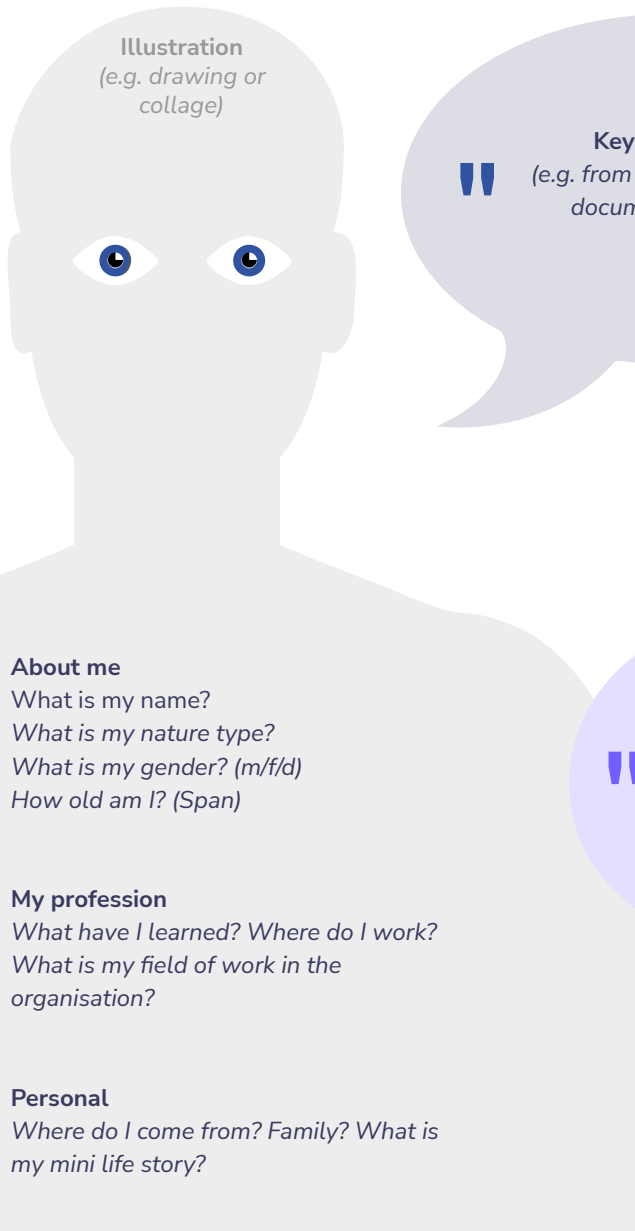 Illustration
(e.g. drawing or
collage)
Key
" (e.g. from
docum
About me
What is my name?
What is my nature type?
What is my gender? (m/f/d)
How old am I? (Span)
"
My profession
What have I learned? Where do I work?
What is my field of work in the
organisation?
Personal
Where do I come from? Family? What is
my mini life story?